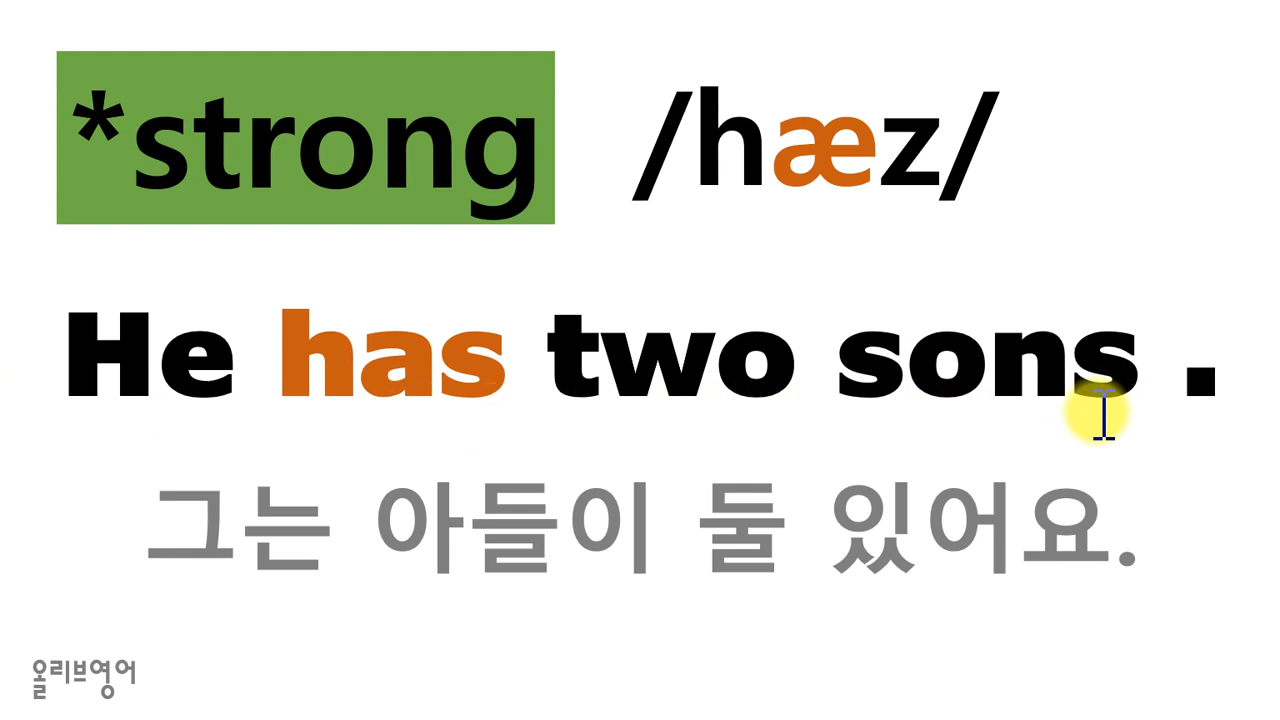 *strong /hæz/
He has two sons .
그는 아들이 둘 있어요.
올리브영어